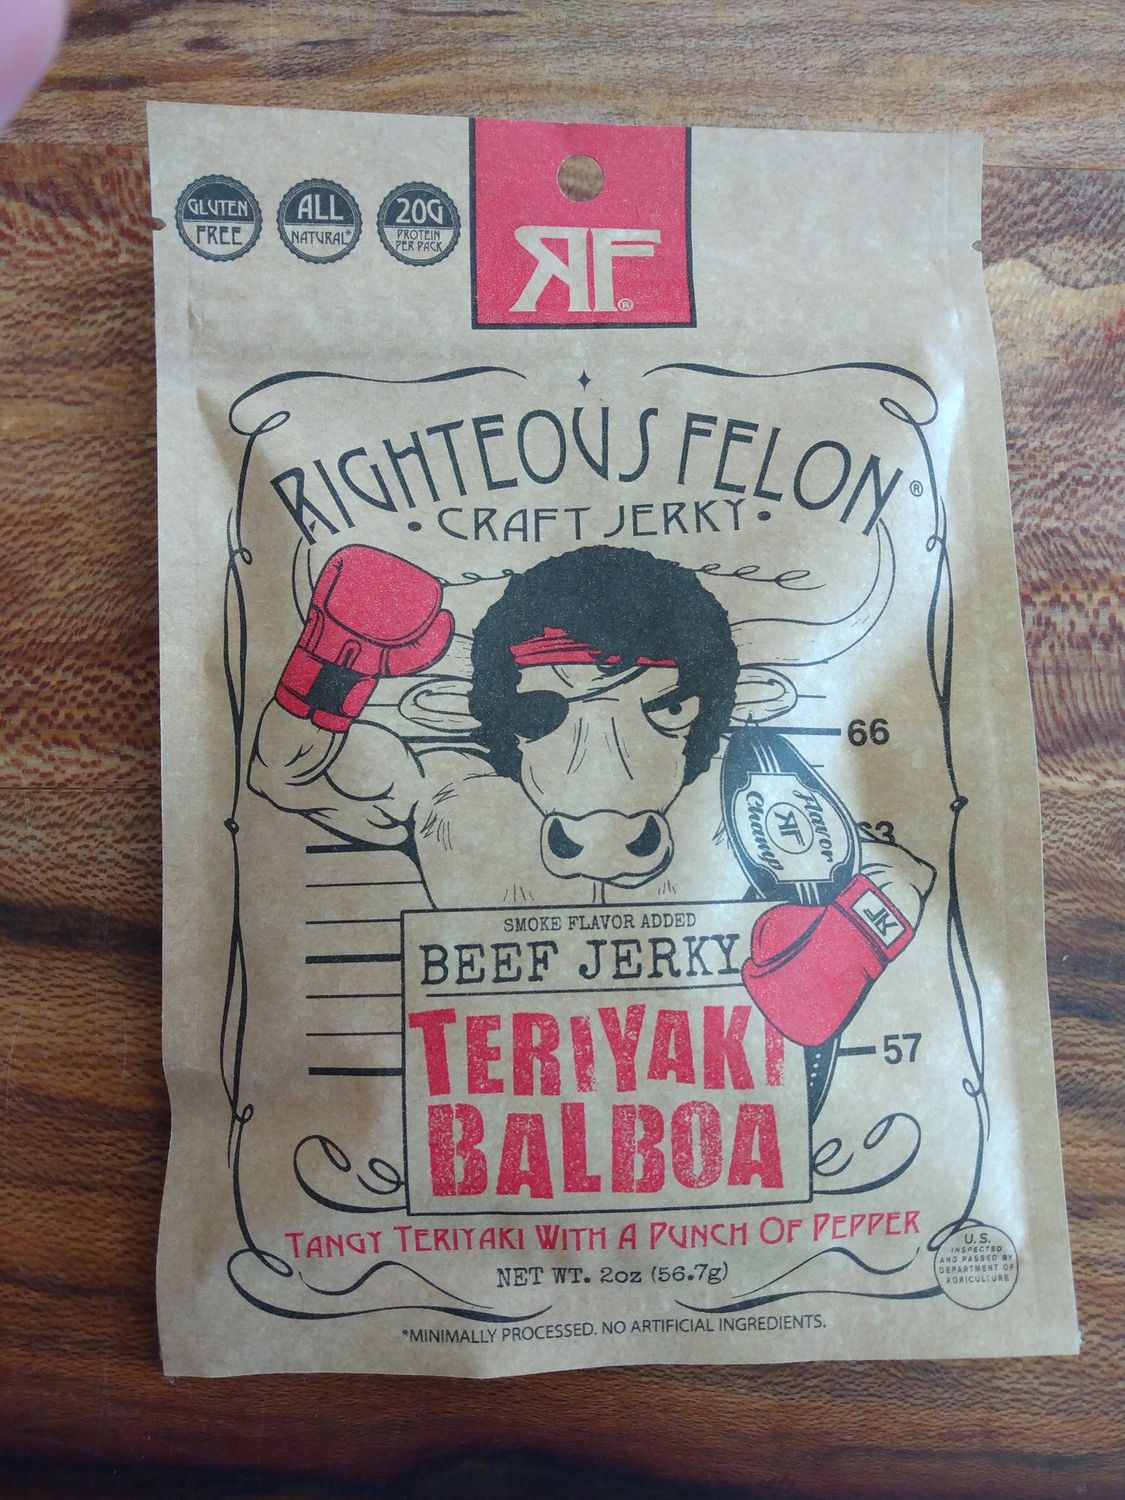 GLUTEN
FREE
ALL
NATURAL*
20G
PROTEIN
PER PACK
RF®
RIGHTEOUS FELON®
• CRAFT JERKY •
66
Flavor
RF
Champ
63
RF
SMOKE FLAVOR ADDED
BEEF JERKY
TERIYAKI
BALBOA
57
TANGY TERIYAKI WITH A PUNCH OF PEPPER
NET WT. 2oz (56.7g)
U.S.
INSPECTED
AND PASSED BY
DEPARTMENT OF
AGRICULTURE
*MINIMALLY PROCESSED. NO ARTIFICIAL INGREDIENTS.